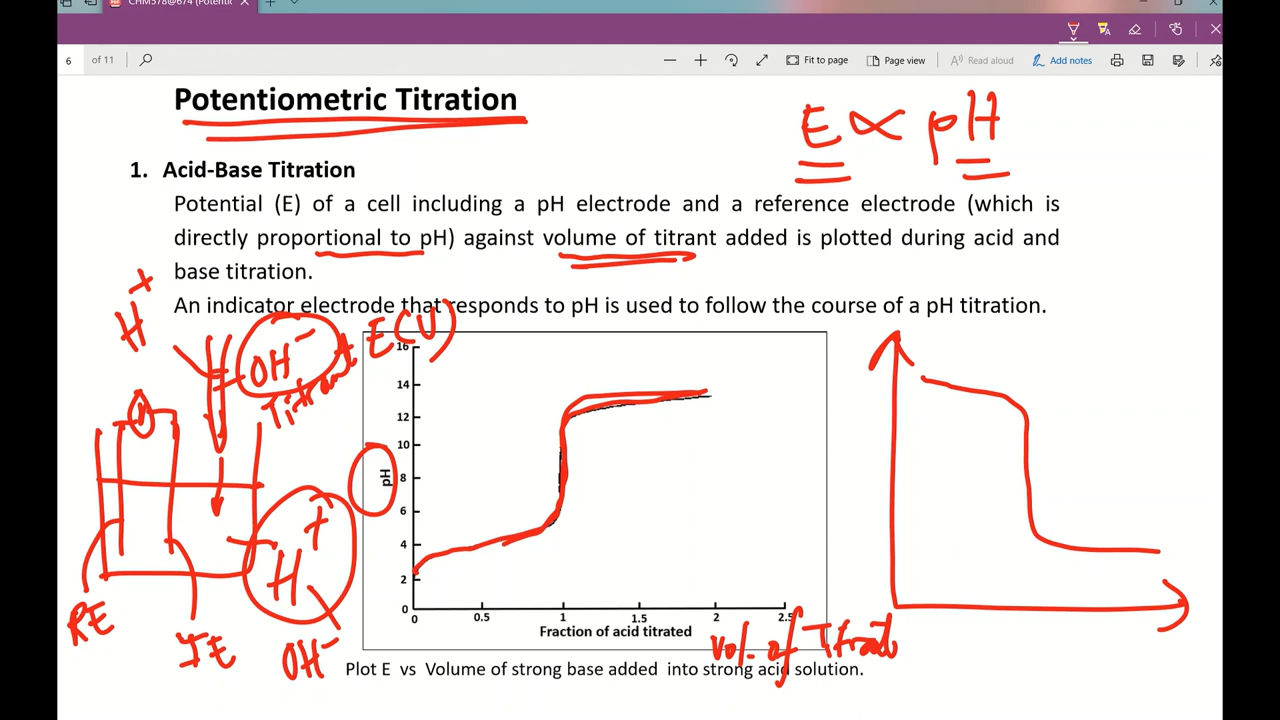 CHM578@674 (Potenti
6 of 11
Fit to page
Page view
Read aloud
Add notes
Potentiometric Titration
E ∝ pH
1. Acid-Base Titration
Potential (E) of a cell including a pH electrode and a reference electrode (which is
directly proportional to pH) against volume of titrant added is plotted during acid and
base titration.
An indicator electrode that responds to pH is used to follow the course of a pH titration.
H+
OH-
Titrant
E(V)
16
14
12
10
8
6
4
2
0
pH
H+
RE
IE
OH-
0 0.5 1 1.5 2 2.5
Fraction of acid titrated
Vol. of Titrat
Plot E vs Volume of strong base added into strong acid solution.